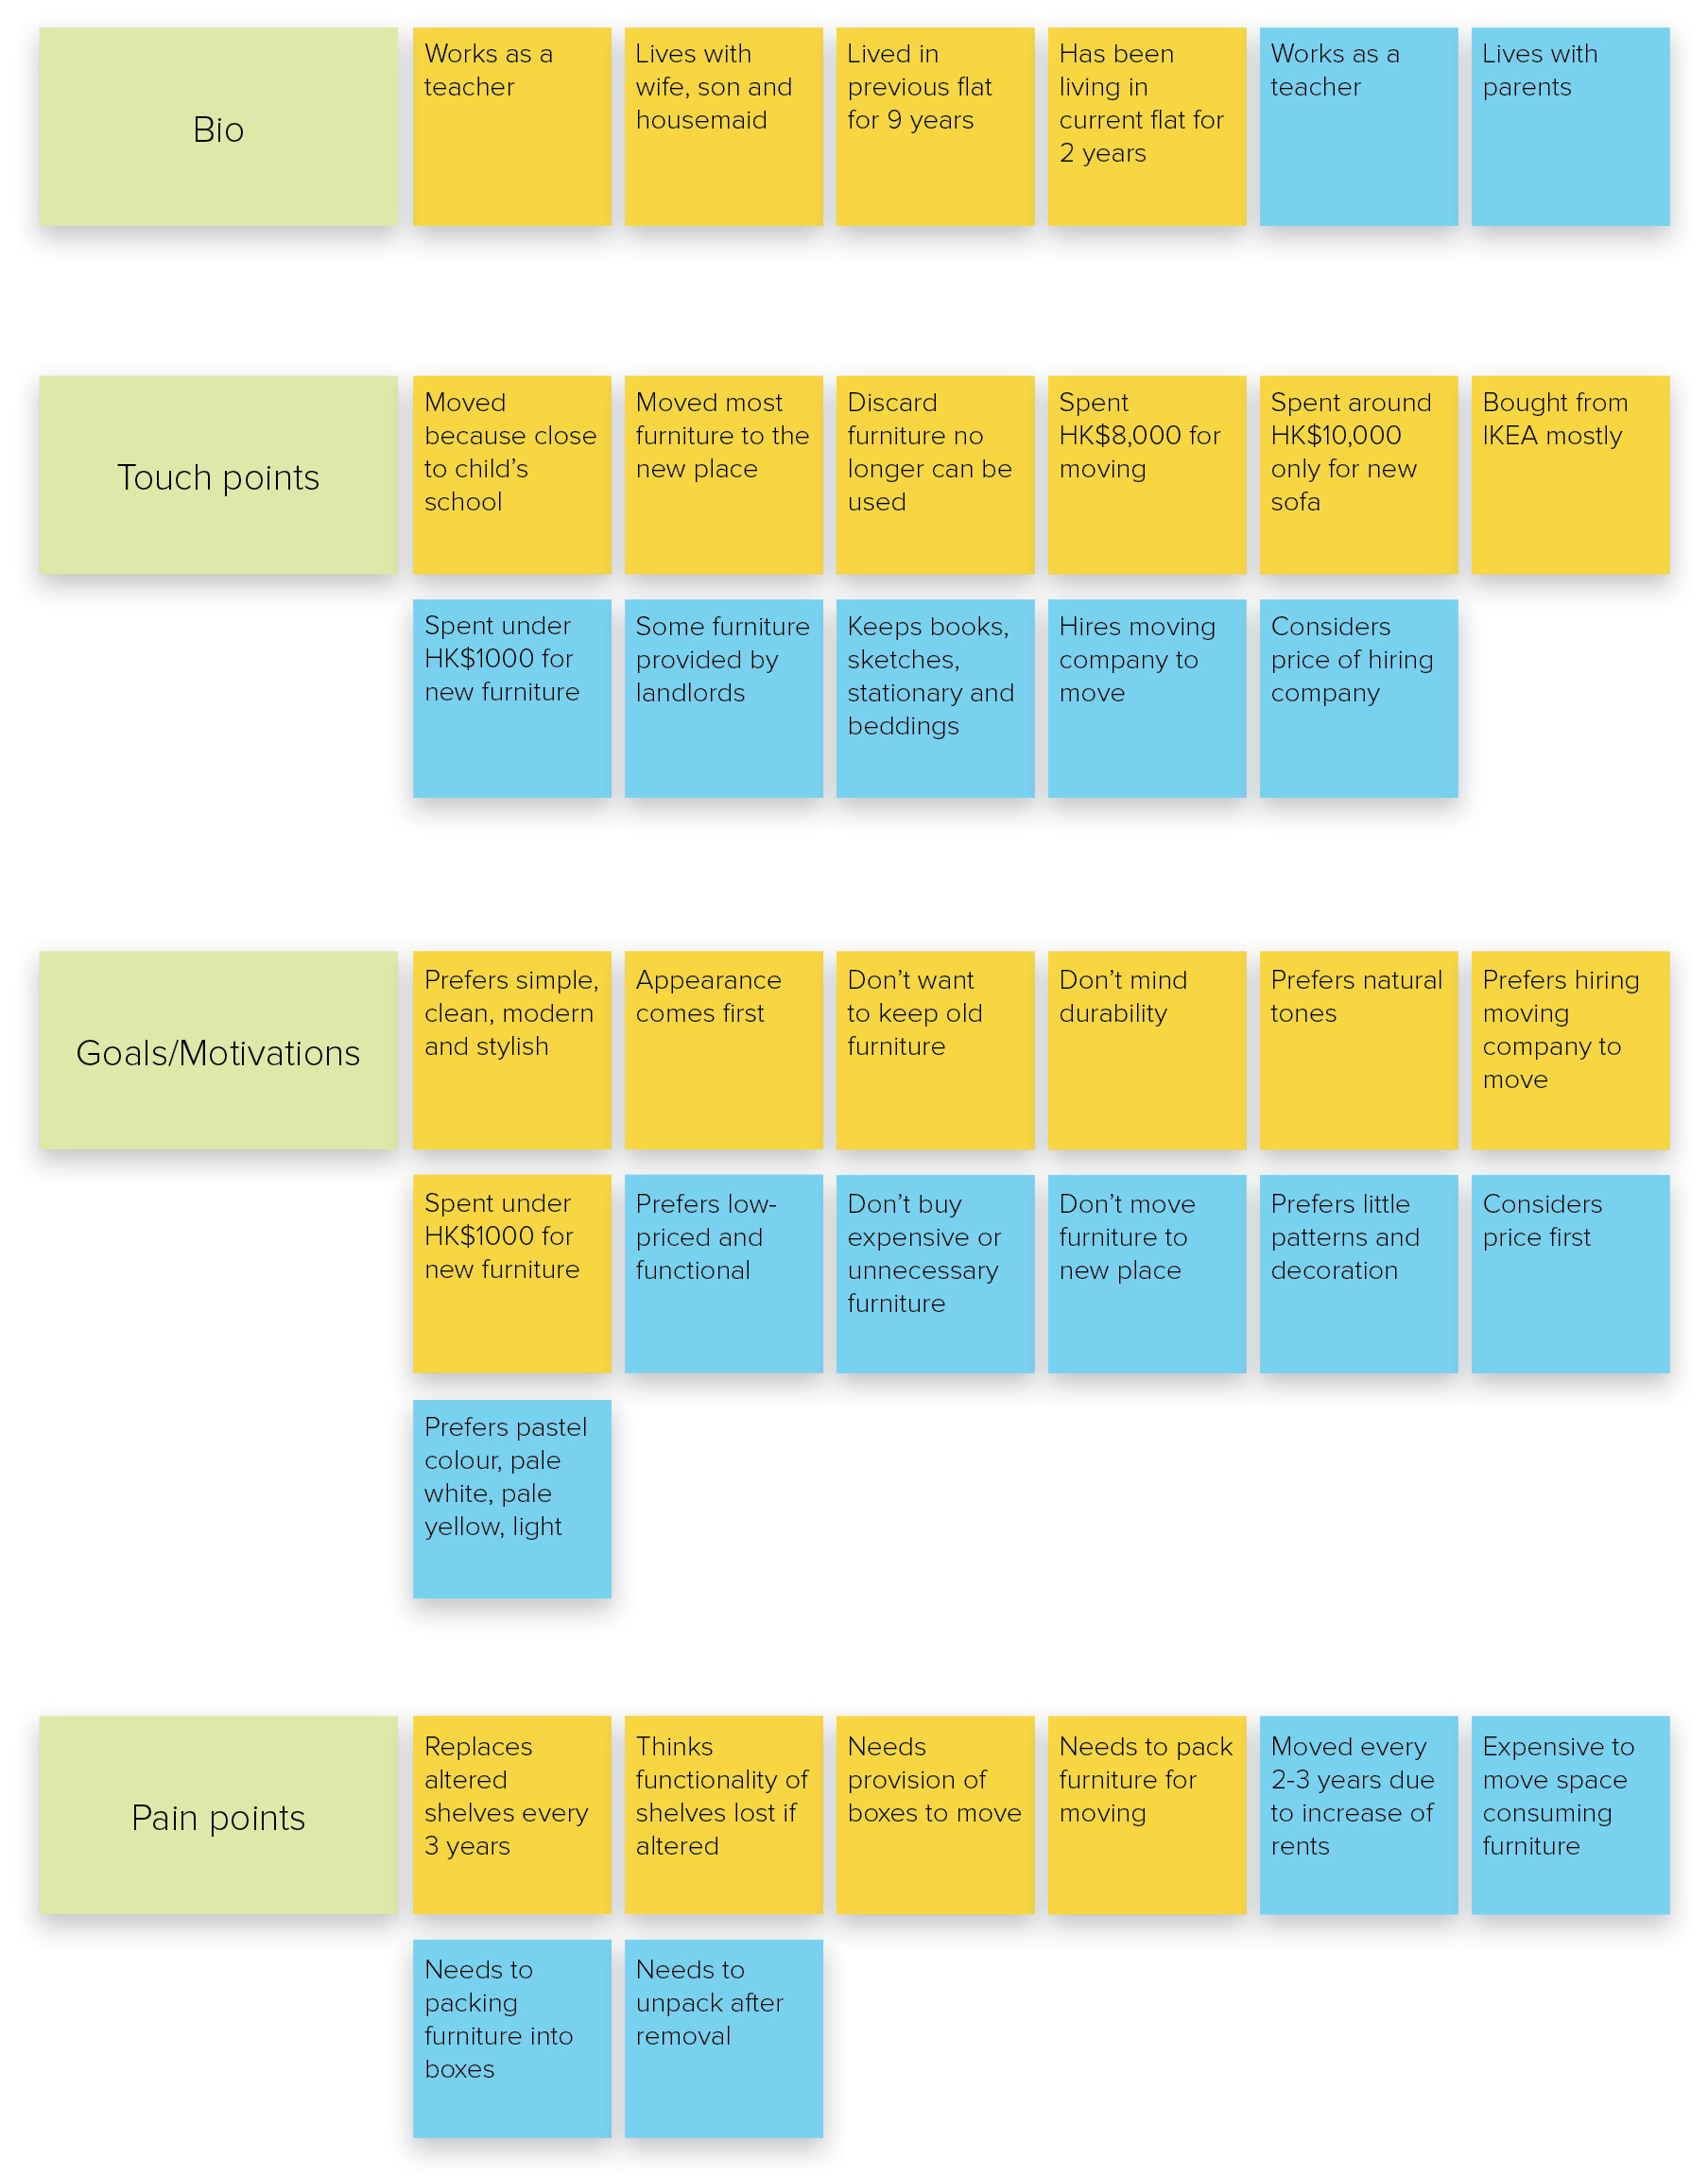 Bio
Works as a
teacher
Lives with
wife, son and
housemaid
Lived in
previous flat
for 9 years
Has been
living in
current flat for
2 years
Works as a
teacher
Lives with
parents
Touch points
Moved
because close
to child's
school
Moved most
furniture to the
new place
Discard
furniture no
longer can be
used
Spent
HK$8,000 for
moving
Spent around
HK$10,000
only for new
sofa
Bought from
IKEA mostly
Spent under
HK$1000 for
new furniture
Some furniture
provided by
landlords
Keeps books,
sketches,
stationary and
beddings
Hires moving
company to
move
Considers
price of hiring
company
Goals/Motivations
Prefers simple,
clean, modern
and stylish
Appearance
comes first
Don't want
to keep old
furniture
Don't mind
durability
Prefers natural
tones
Prefers hiring
moving
company to
move
Spent under
HK$1000 for
new furniture
Prefers low-
priced and
functional
Don't buy
expensive or
unnecessary
furniture
Don't move
furniture to
new place
Prefers little
patterns and
decoration
Considers
price first
Prefers pastel
colour, pale
white, pale
yellow, light
Pain points
Replaces
altered
shelves every
3 years
Thinks
functionality of
shelves lost if
altered
Needs
provision of
boxes to move
Needs to pack
furniture for
moving
Moved every
2-3 years due
to increase of
rents
Expensive to
move space
consuming
furniture
Needs to
packing
furniture into
boxes
Needs to
unpack after
removal